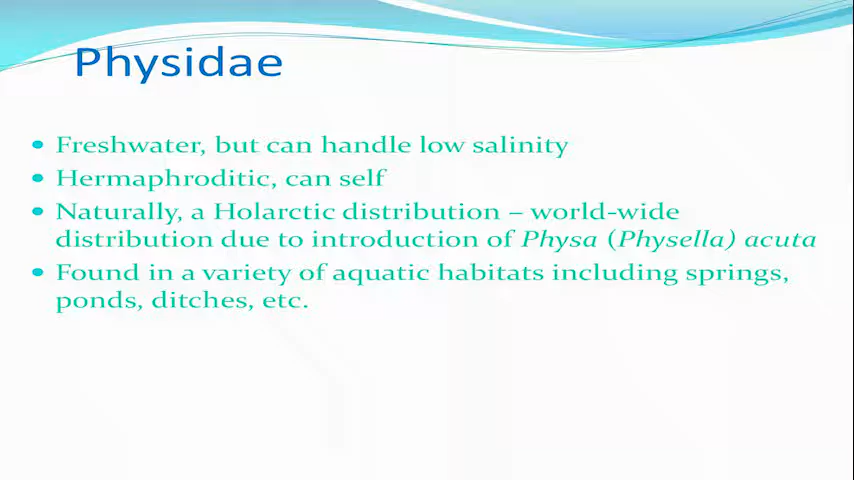 Physidae
• Freshwater, but can handle low salinity
• Hermaphroditic, can self
• Naturally, a Holarctic distribution – world-wide
distribution due to introduction of Physa (Physella) acuta
• Found in a variety of aquatic habitats including springs,
ponds, ditches, etc.